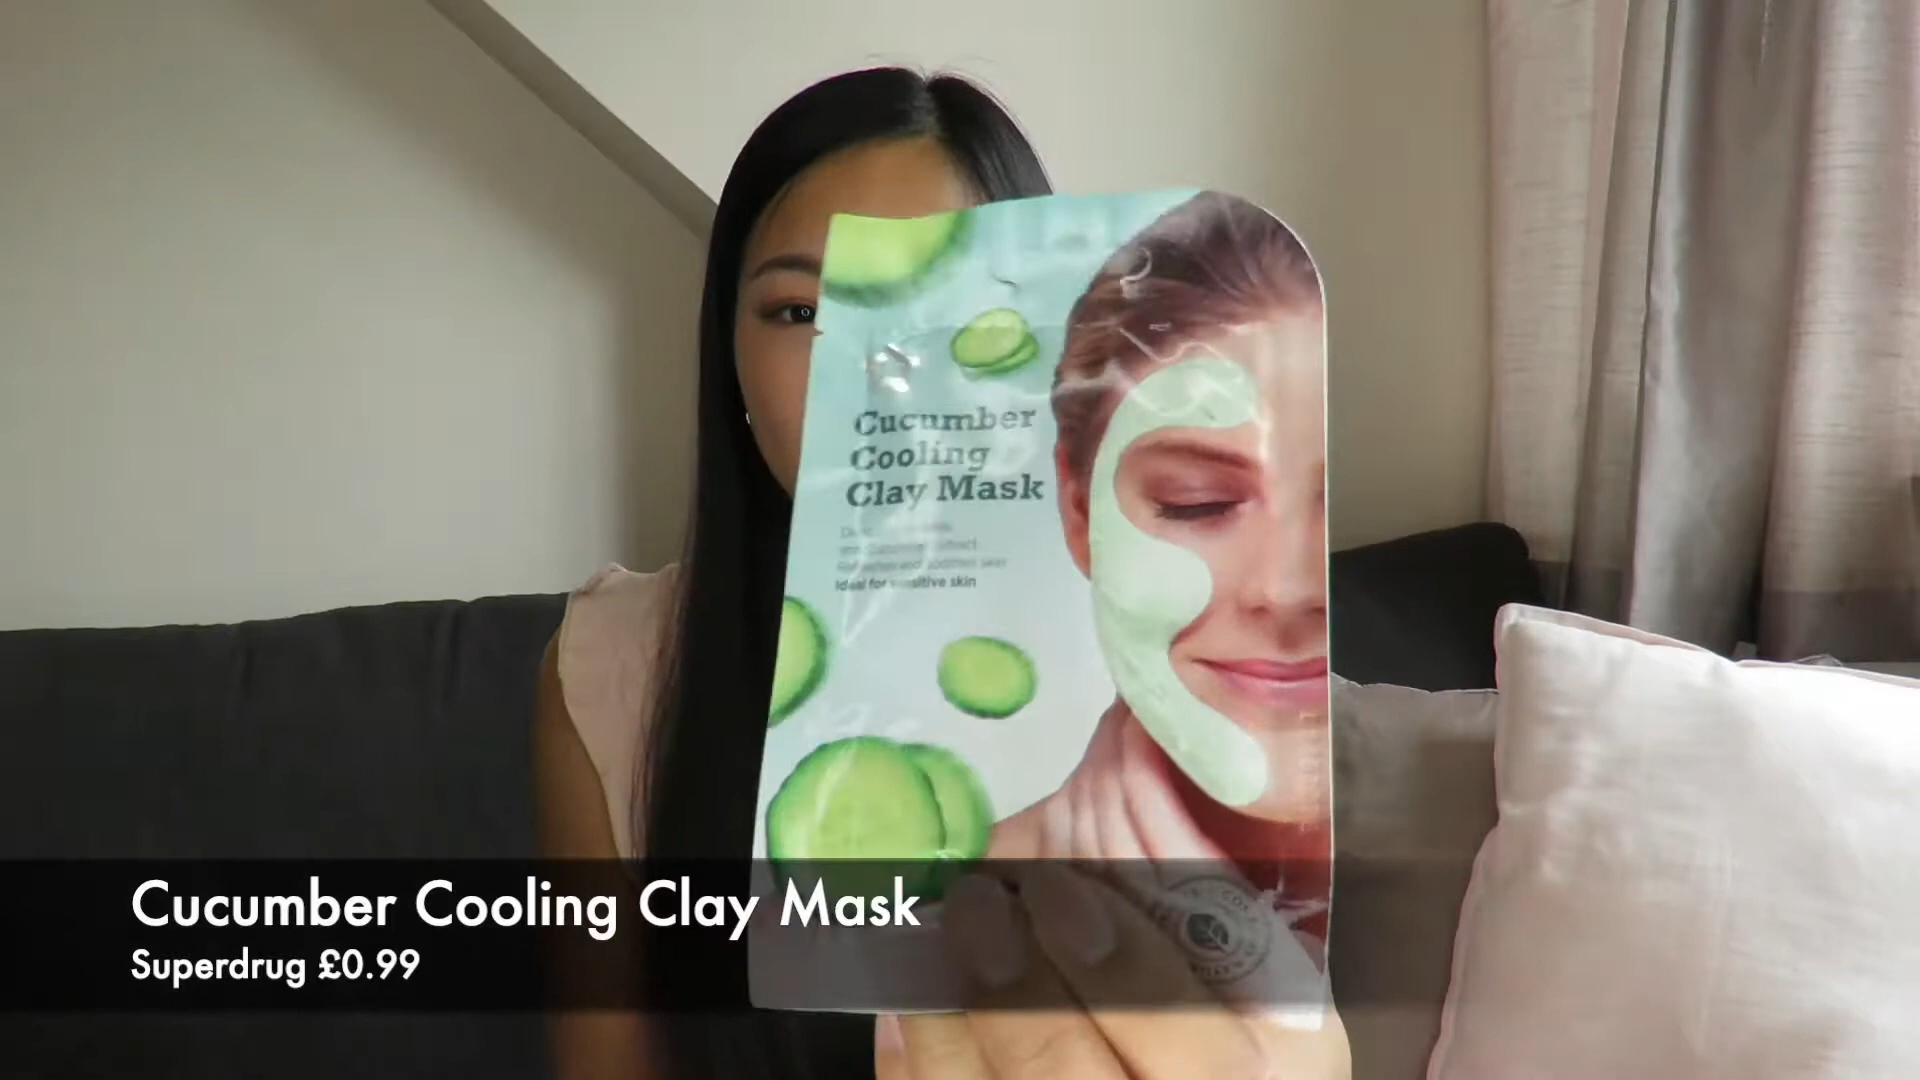 Cucumber
Cooling
Clay Mask
Ideal for sensitive skin
Cucumber Cooling Clay Mask
Superdrug £0.99